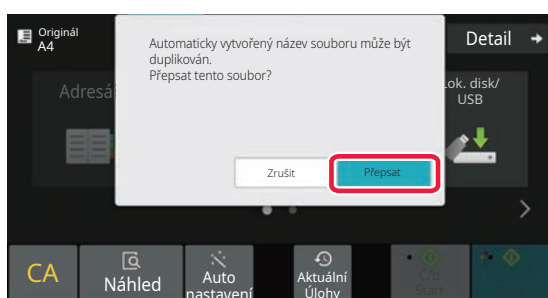 Originál
A4
Automaticky vytvořený název souboru může být
duplikován.
Přepsat tento soubor?
Detail
Adresá
ok. disk/
USB
Zrušit
Přepsat
CA
Náhled
Auto
nastavení
Aktuální
Úlohy
Č/b
Start